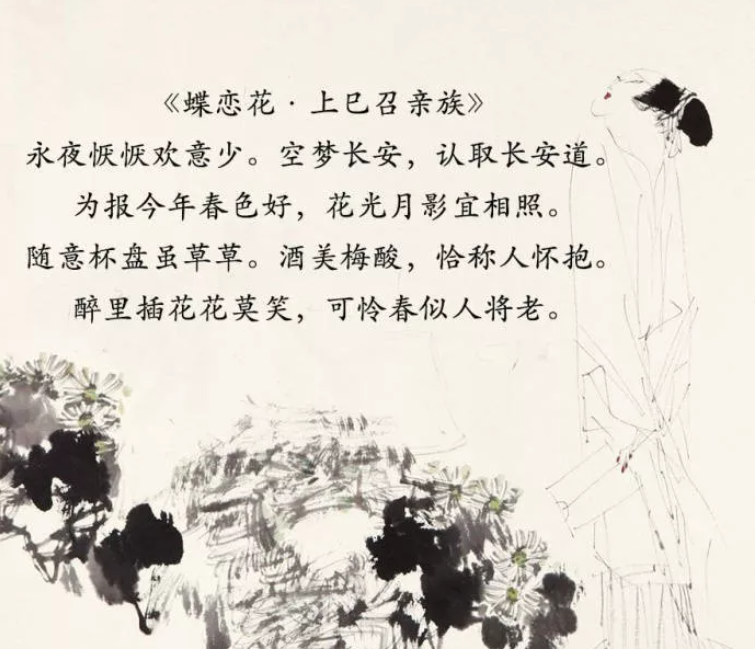 《蝶恋花·上巳召亲族》
永夜恹恹欢意少。空梦长安，认取长安道。
为报今年春色好，花光月影宜相照。
随意杯盘虽草草。酒美梅酸，恰称人怀抱。
醉里插花花莫笑，可怜春似人将老。